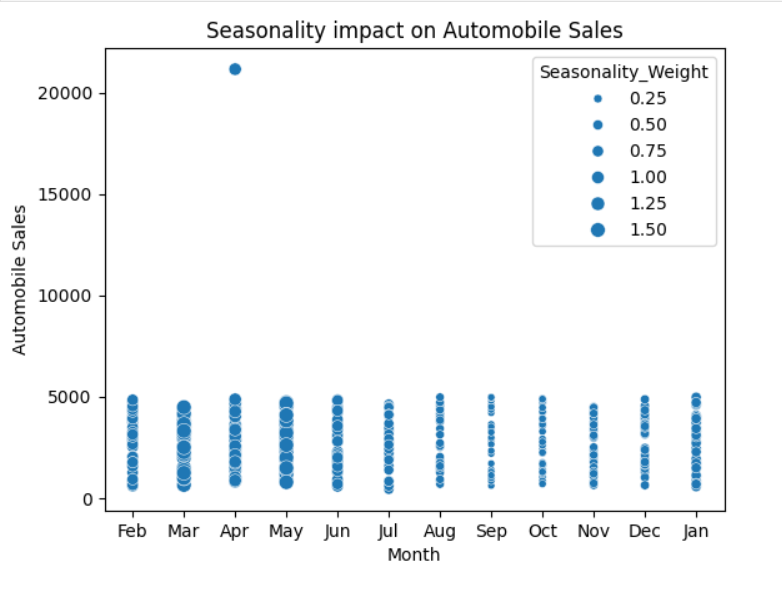 Seasonality impact on Automobile Sales
Seasonality_Weight
0.25
0.50
0.75
1.00
1.25
1.50
20000
15000
10000
5000
0
Automobile Sales
Feb Mar Apr May Jun Jul Aug Sep Oct Nov Dec Jan
Month